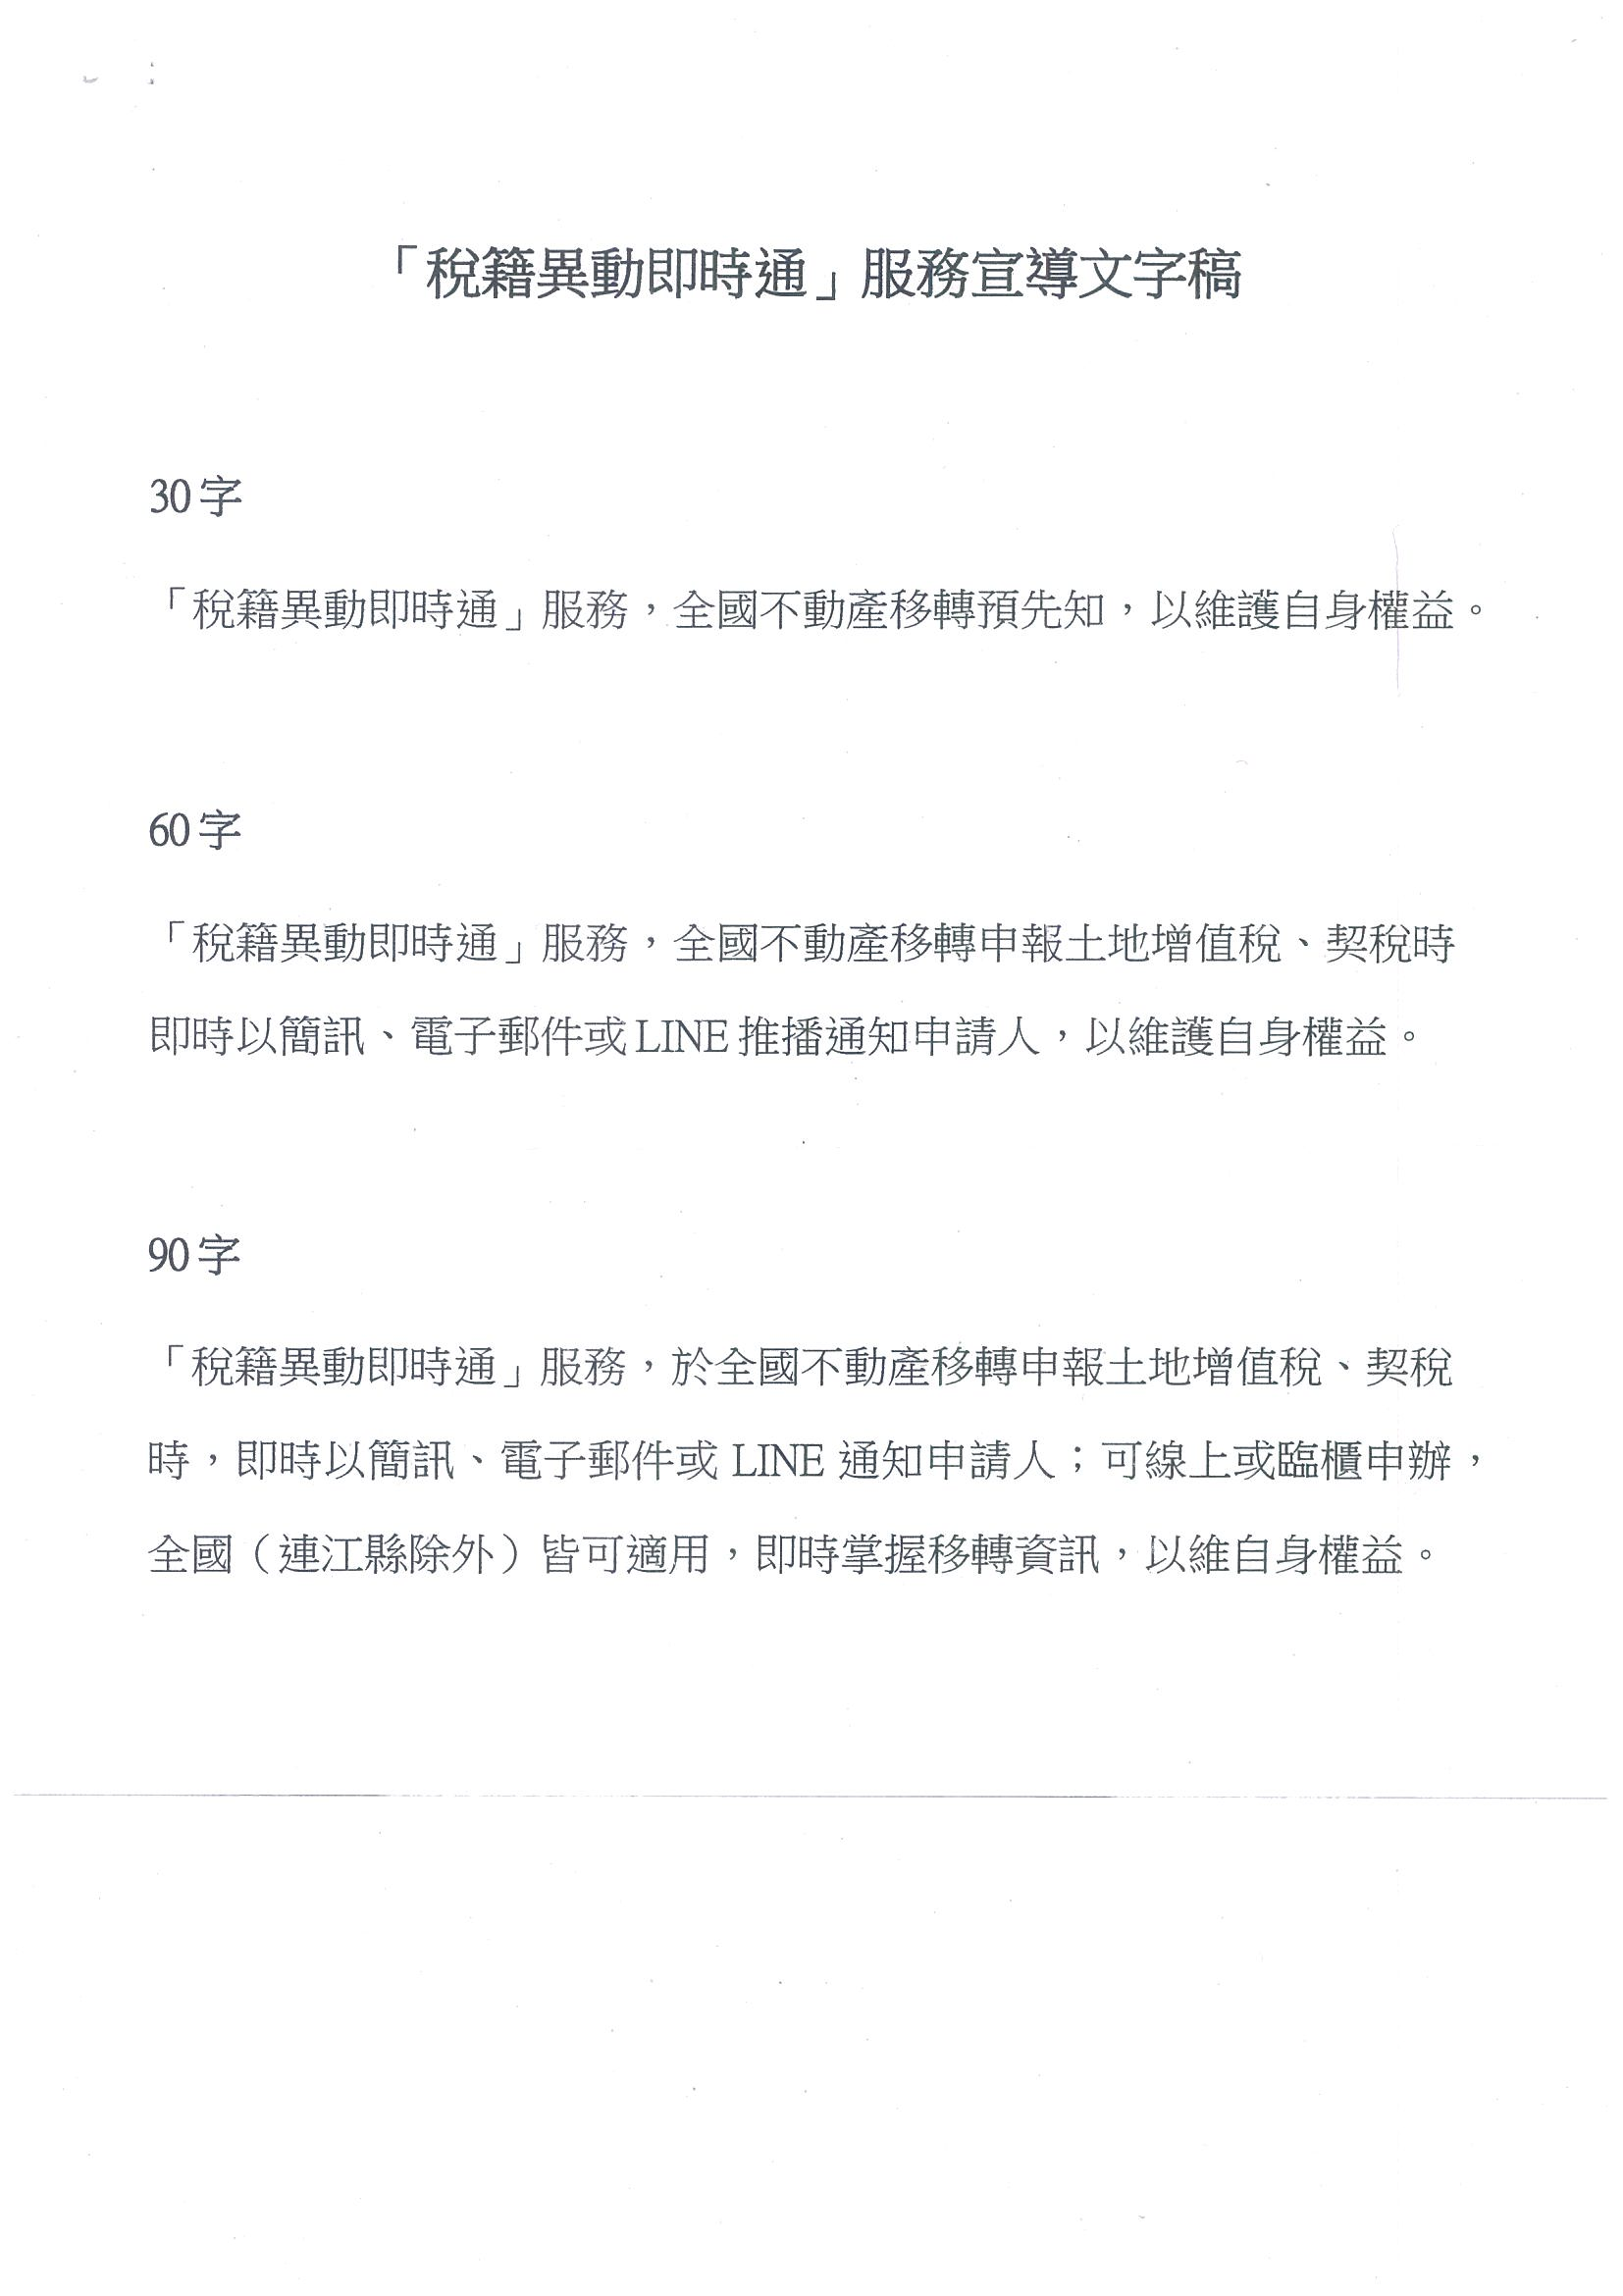 「稅籍異動即時通」服務宣導文字稿
30字
「稅籍異動即時通」服務，全國不動產移轉預先知，以維護自身權益。
60字
「稅籍異動即時通」服務，全國不動產移轉申報土地增值稅、契稅時
即時以簡訊、電子郵件或LINE推播通知申請人，以維護自身權益。
90字
「稅籍異動即時通」服務，於全國不動產移轉申報土地增值稅、契稅
時，即時以簡訊、電子郵件或 LINE 通知申請人；可線上或臨櫃申辦，
全國（連江縣除外）皆可適用，即時掌握移轉資訊，以維自身權益。